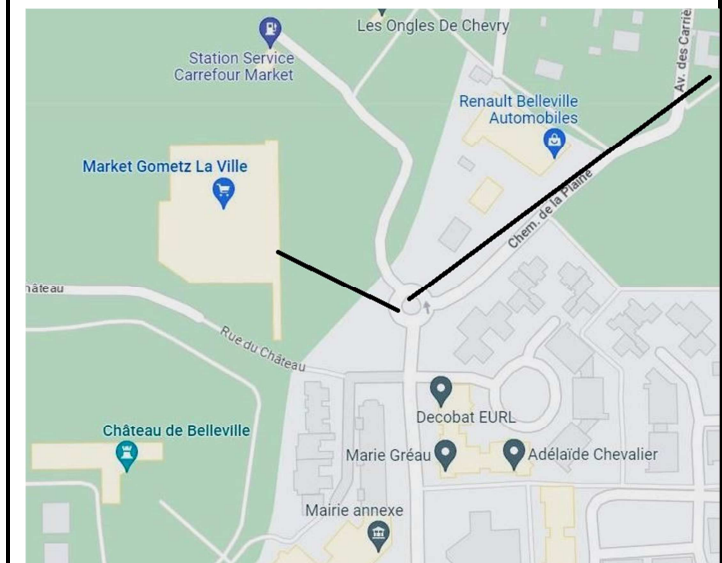 Les Ongles De Chevry
Station Service
Carrefour Market
Av. des Carriè
Renault Belleville
Automobiles
Market Gometz La Ville
Chem. de la Plaine
hâteau
Rue du Château
Decobat EURL
Château de Belleville
Marie Gréau
Adélaïde Chevalier
Mairie annexe